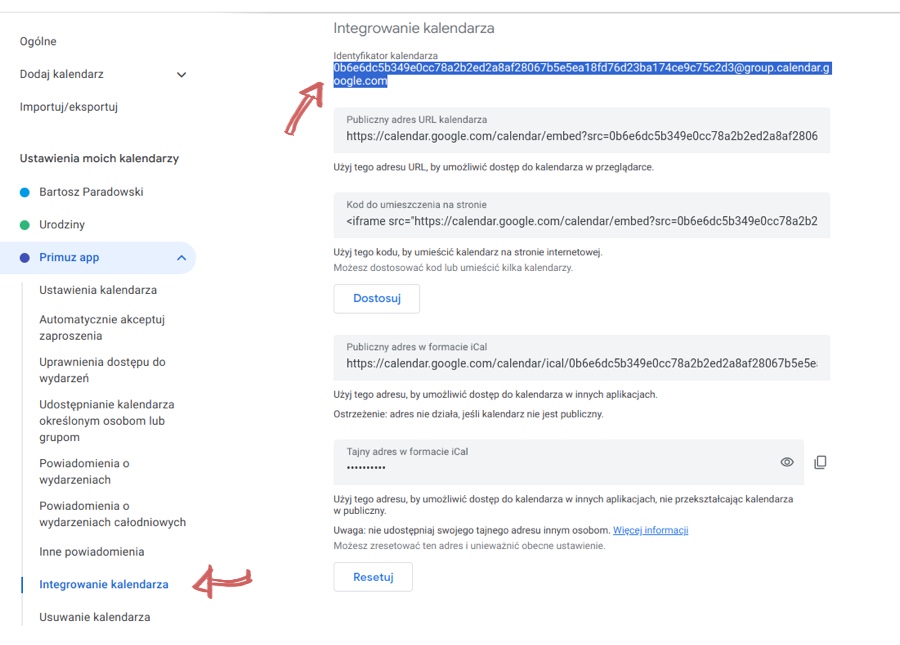 Ogólne
Dodaj kalendarz
Importuj/eksportuj
Ustawienia moich kalendarzy
Bartosz Paradowski
Urodziny
Primuz app
Ustawienia kalendarza
Automatycznie akceptuj
zaproszenia
Uprawnienia dostępu do
wydarzeń
Udostępnianie kalendarza
określonym osobom lub
grupom
Powiadomienia o
wydarzeniach
Powiadomienia o
wydarzeniach całodniowych
Inne powiadomienia
Integrowanie kalendarza
Usuwanie kalendarza
Integrowanie kalendarza
Identyfikator kalendarza
0b6e6dc5b349e0cc78a2b2ed2a8af28067b5e5ea18fd76d23ba174ce9c75c2d3@group.calendar.g
oogle.com
Publiczny adres URL kalendarza
https://calendar.google.com/calendar/embed?src=0b6e6dc5b349e0cc78a2b2ed2a8af2806
Użyj tego adresu URL, by umożliwić dostęp do kalendarza w przeglądarce.
Kod do umieszczenia na stronie
<iframe src="https://calendar.google.com/calendar/embed?src=0b6e6dc5b349e0cc78a2b2
Użyj tego kodu, by umieścić kalendarz na stronie internetowej.
Możesz dostosować kod lub umieścić kilka kalendarzy.
Dostosuj
Publiczny adres w formacie iCal
https://calendar.google.com/calendar/ical/0b6e6dc5b349e0cc78a2b2ed2a8af28067b5e5e
Użyj tego adresu, by umożliwić dostęp do kalendarza w innych aplikacjach.
Ostrzeżenie: adres nie działa, jeśli kalendarz nie jest publiczny.
Tajny adres w formacie iCal
••••••••••
Użyj tego adresu, by umożliwić dostęp do kalendarza w innych aplikacjach, nie przekształcając kalendarza
w publiczny.
Uwaga: nie udostępniaj swojego tajnego adresu innym osobom. Więcej informacji
Możesz zresetować ten adres i unieważnić obecne ustawienie.
Resetuj